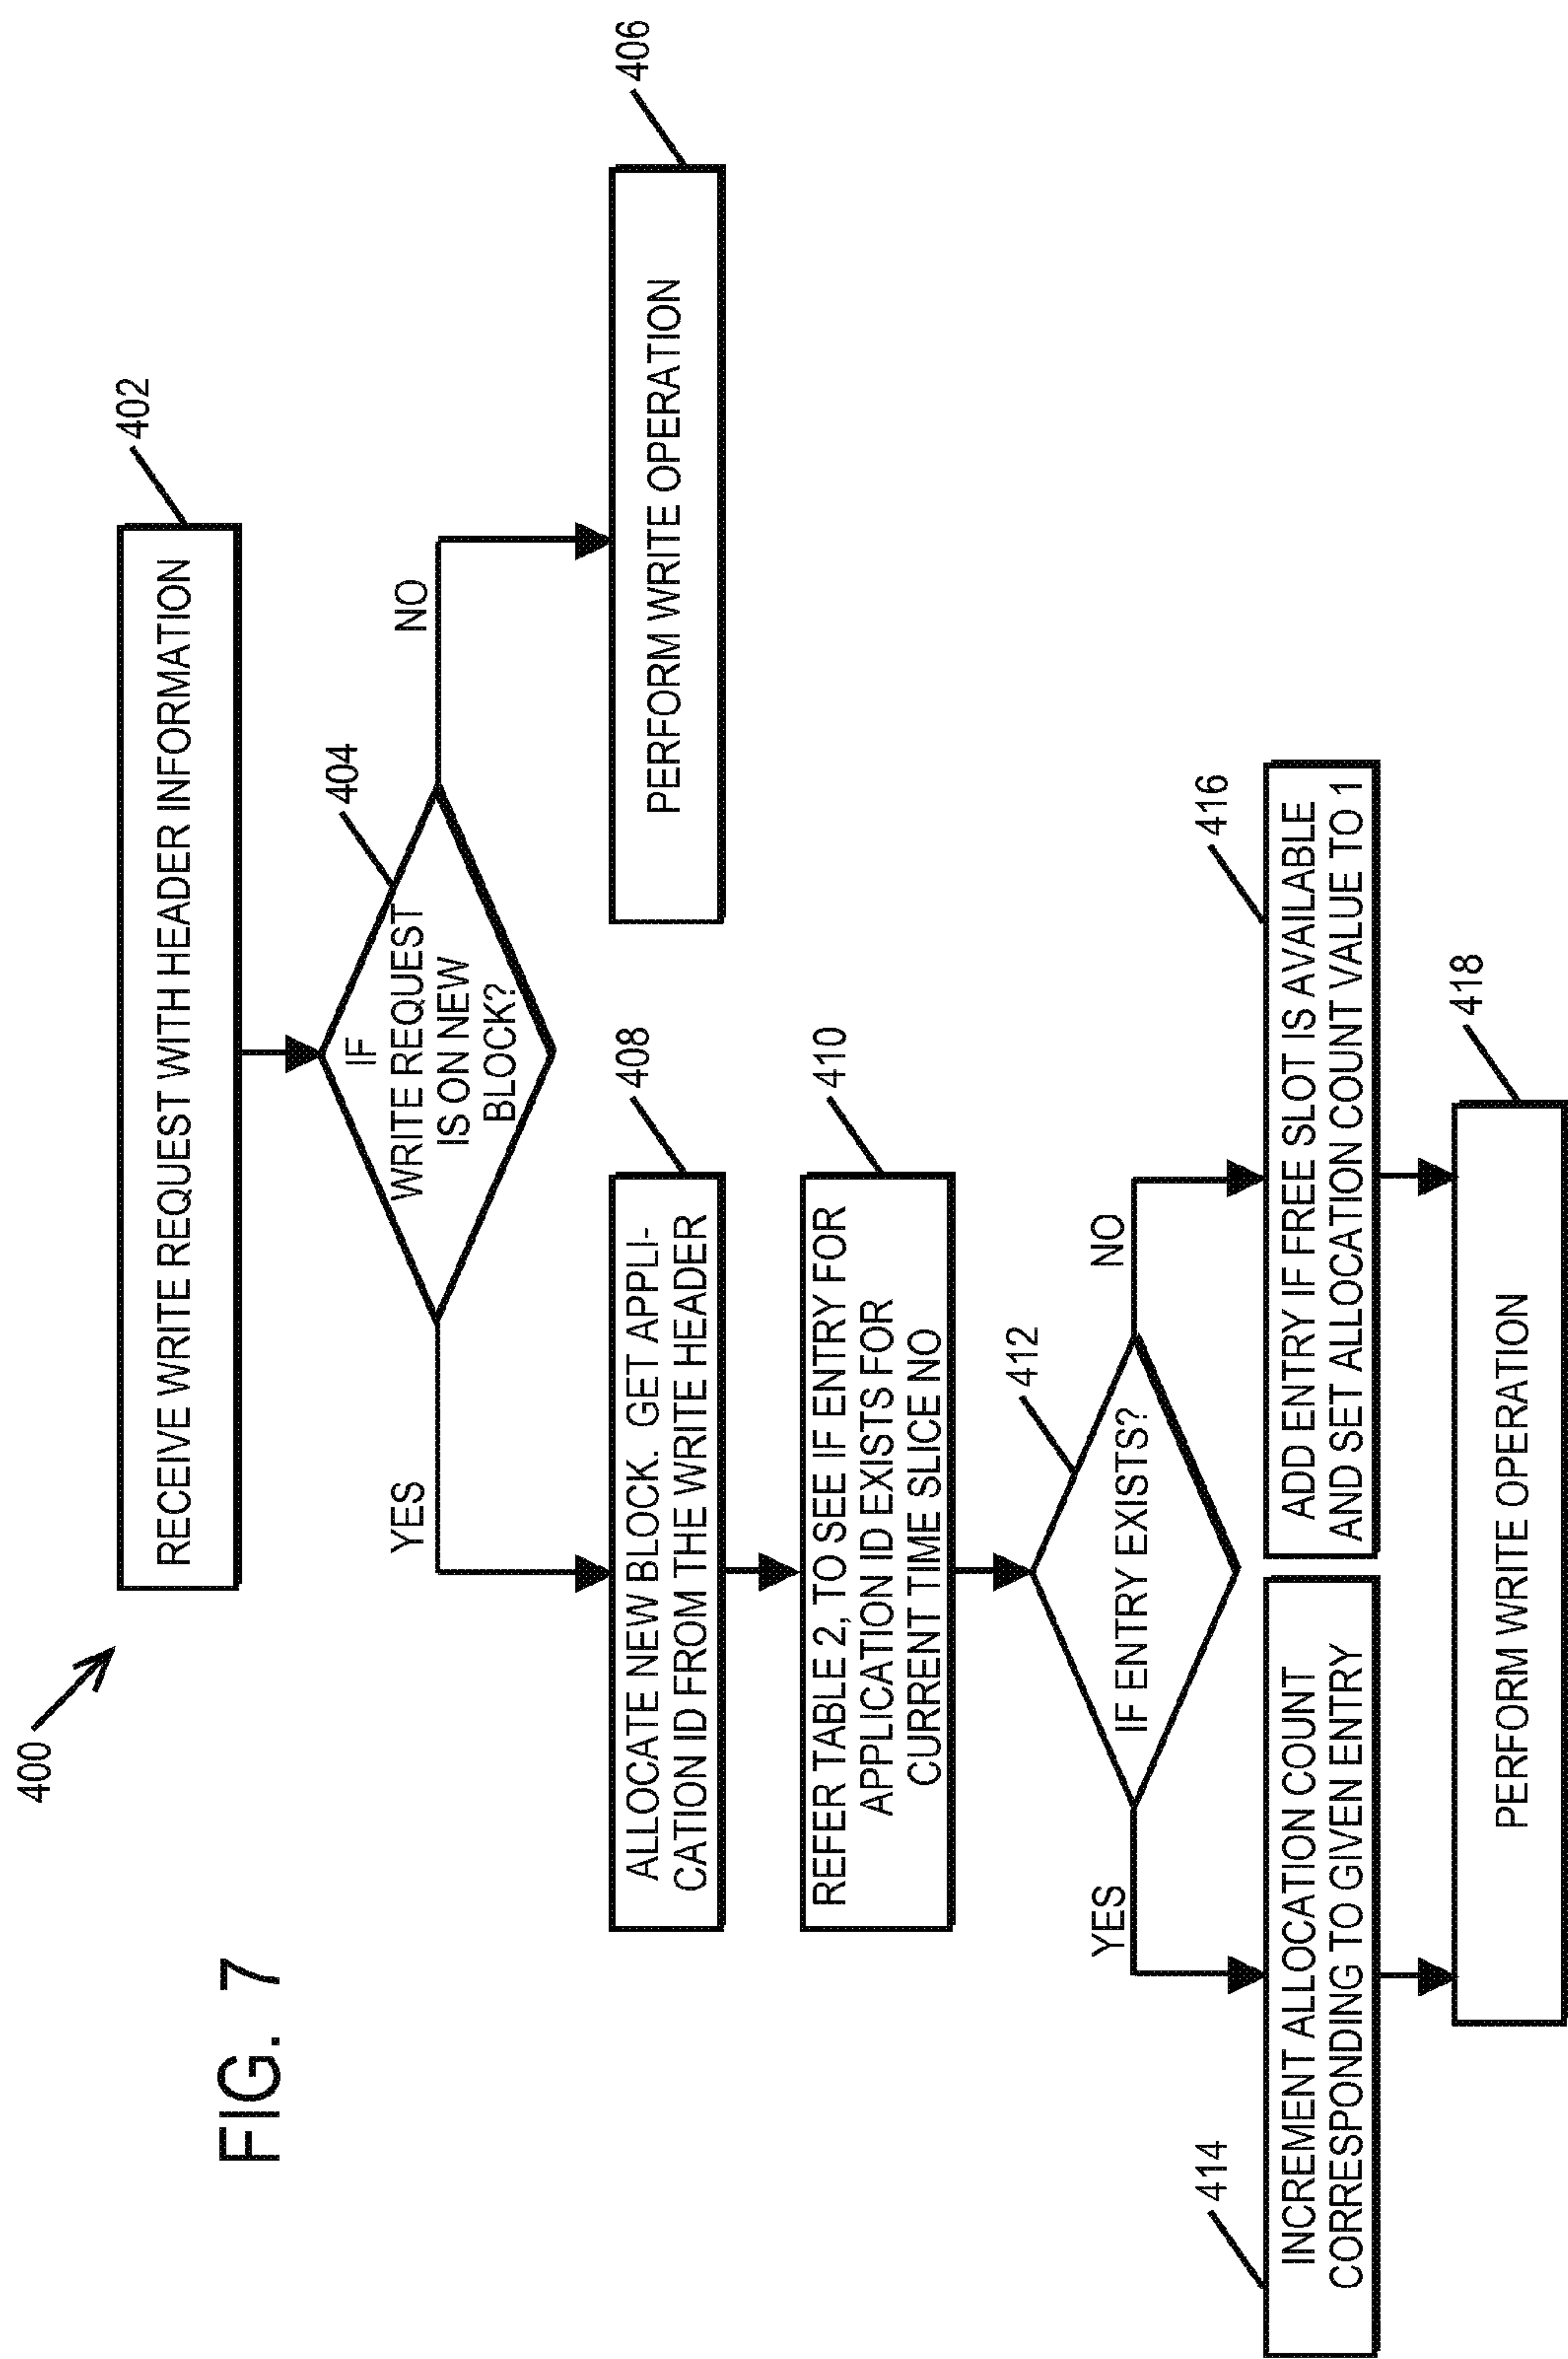 FIG. 7
400
RECEIVE WRITE REQUEST WITH HEADER INFORMATION
402
IF
WRITE REQUEST
IS ON NEW
BLOCK?
404
YES
NO
PERFORM WRITE OPERATION
406
ALLOCATE NEW BLOCK. GET APPLI-
CATION ID FROM THE WRITE HEADER
408
REFER TABLE 2, TO SEE IF ENTRY FOR
APPLICATION ID EXISTS FOR
CURRENT TIME SLICE NO
410
IF ENTRY EXISTS?
412
YES
NO
414
INCREMENT ALLOCATION COUNT
CORRESPONDING TO GIVEN ENTRY
ADD ENTRY IF FREE SLOT IS AVAILABLE
AND SET ALLOCATION COUNT VALUE TO 1
416
PERFORM WRITE OPERATION
418